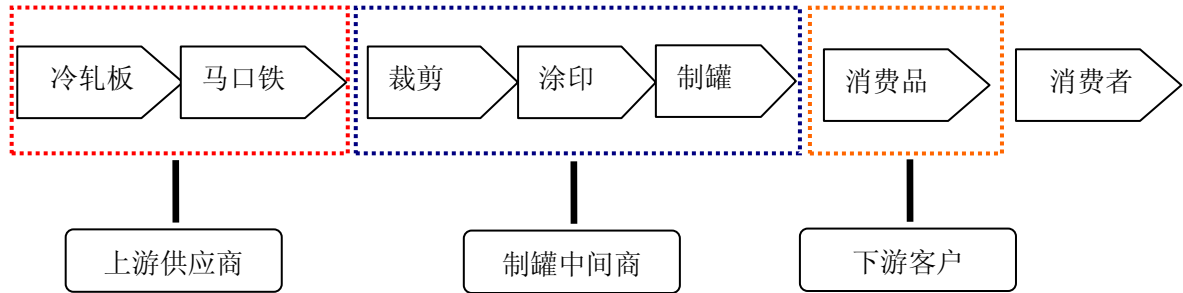 冷轧板
马口铁
裁剪
涂印
制罐
消费品
消费者
上游供应商
制罐中间商
下游客户